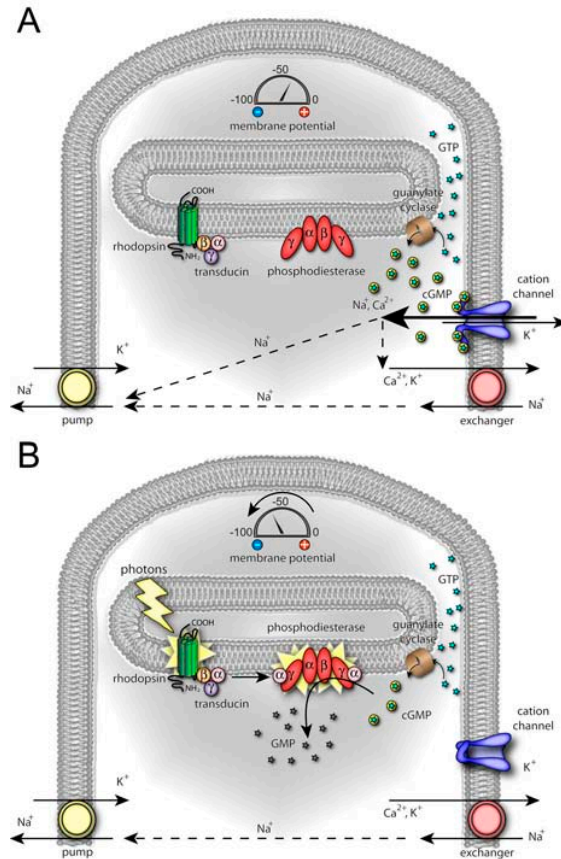 A
-50
-100
0
-
+
membrane potential
GTP
COOH
guanylate
cyclase
rhodopsin
NH₂
β α
γ
transducin
γ α β γ
phosphodiesterase
cGMP
cation
channel
Na⁺, Ca²⁺
K⁺
Na⁺
K⁺
Ca²⁺, K⁺
Na⁺
Na⁺
Na⁺
pump
exchanger
B
-50
-100
0
-
+
membrane potential
photons
GTP
COOH
phosphodiesterase
guanylate
cyclase
rhodopsin
NH₂
β α
γ
transducin
α γ α β γ α
cGMP
GMP
cation
channel
K⁺
K⁺
Ca²⁺, K⁺
Na⁺
Na⁺
Na⁺
pump
exchanger